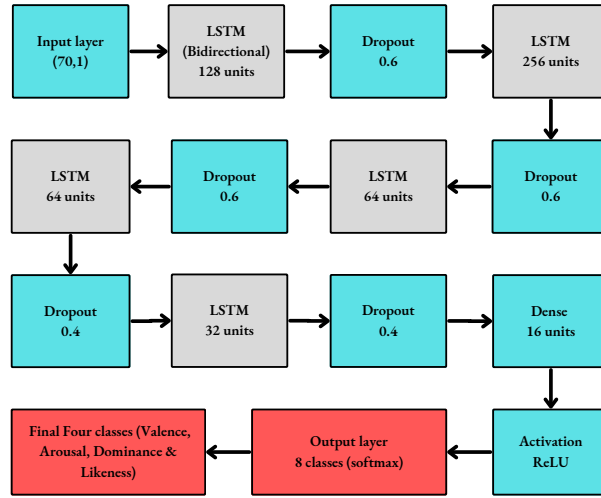 Input layer
(70,1)
LSTM
(Bidirectional)
128 units
Dropout
0.6
LSTM
256 units
Dropout
0.6
LSTM
64 units
Dropout
0.6
LSTM
64 units
Dropout
0.4
LSTM
32 units
Dropout
0.4
Dense
16 units
Activation
ReLU
Output layer
8 classes (softmax)
Final Four classes (Valence,
Arousal, Dominance &
Likeness)